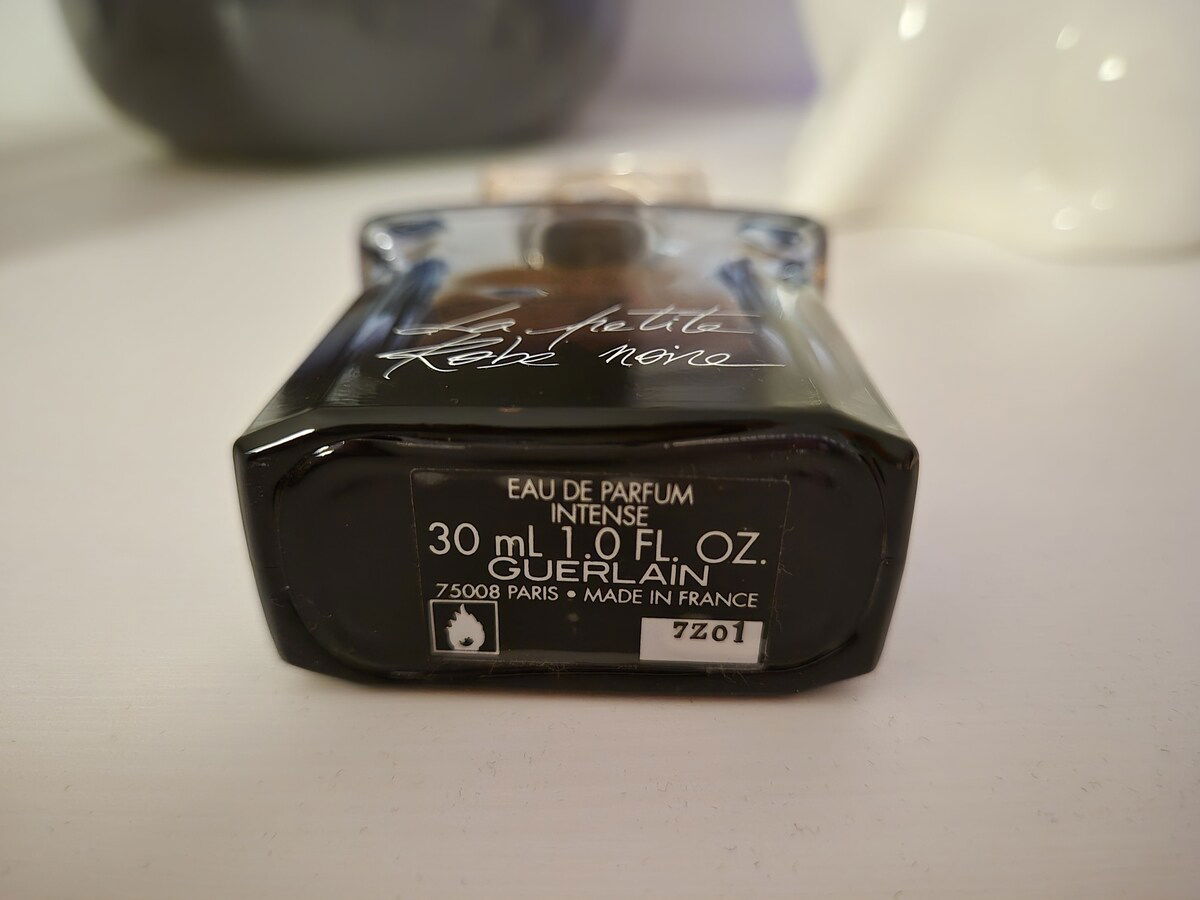 La petite
Robe noire
EAU DE PARFUM
INTENSE
30 mL 1.0 FL. OZ.
GUERLAIN
75008 PARIS • MADE IN FRANCE
7Z01